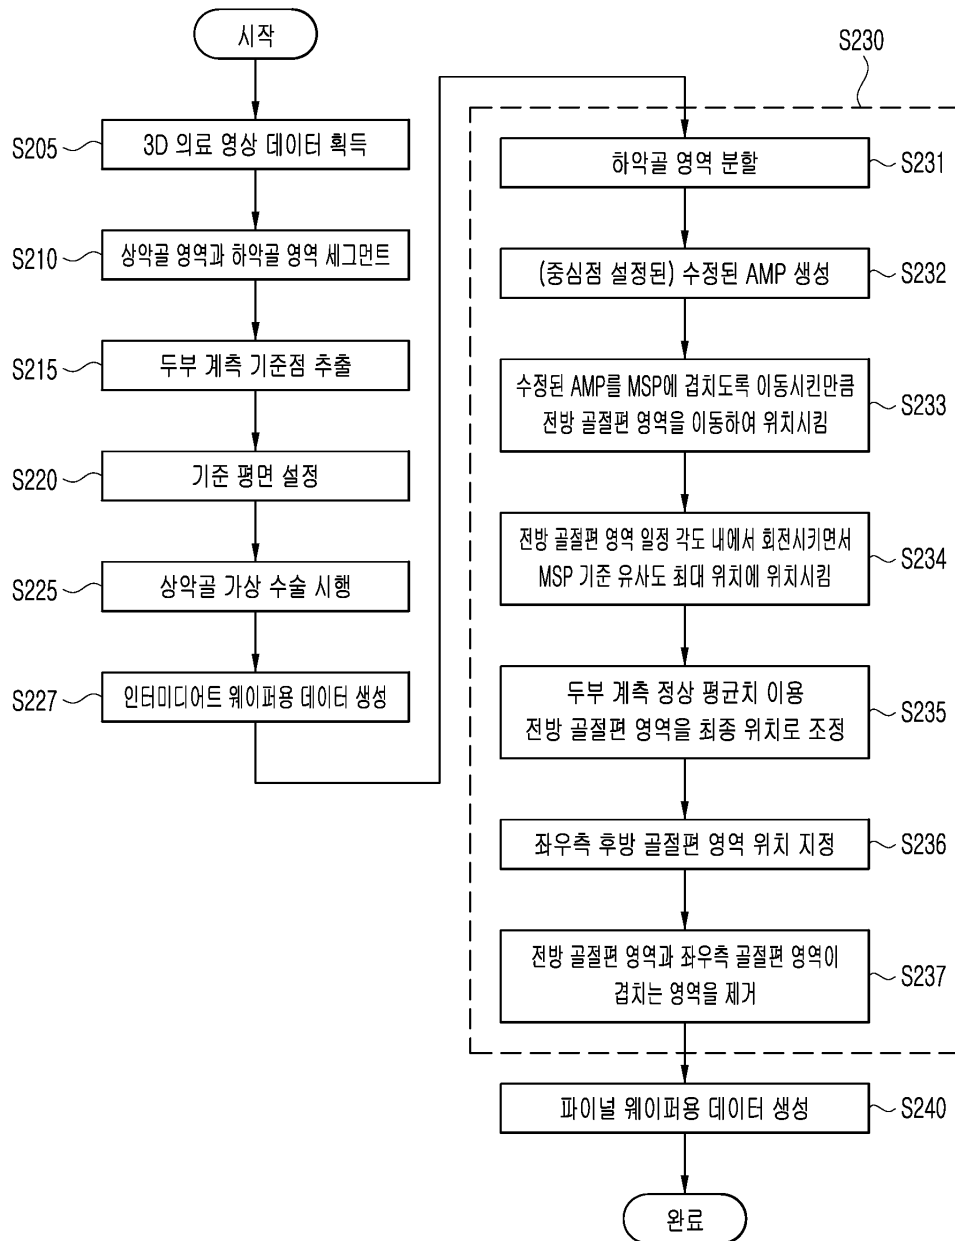 시작
S205
3D 의료 영상 데이터 획득
S210
상악골 영역과 하악골 영역 세그먼트
S215
두부 계측 기준점 추출
S220
기준 평면 설정
S225
상악골 가상 수술 시행
S227
인터미디어트 웨이퍼용 데이터 생성
S230
하악골 영역 분할
S231
(중심점 설정된) 수정된 AMP 생성
S232
수정된 AMP를 MSP에 겹치도록 이동시킨만큼
전방 골절편 영역을 이동하여 위치시킴
S233
전방 골절편 영역 일정 각도 내에서 회전시키면서
MSP 기준 유사도 최대 위치에 위치시킴
S234
두부 계측 정상 평균치 이용
전방 골절편 영역을 최종 위치로 조정
S235
좌우측 후방 골절편 영역 위치 지정
S236
전방 골절편 영역과 좌우측 골절편 영역이
겹치는 영역을 제거
S237
파이널 웨이퍼용 데이터 생성
S240
완료